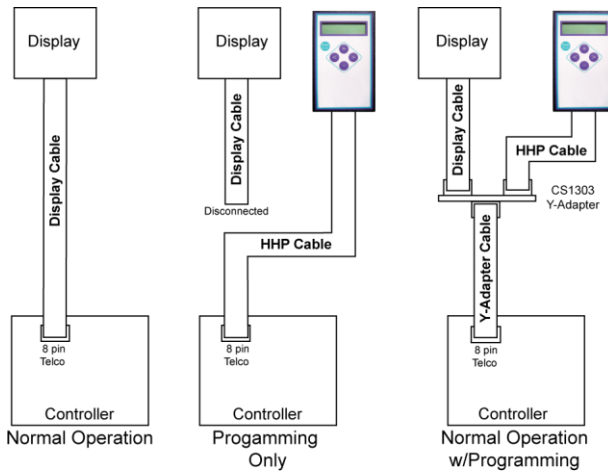 Display
Display Cable
8 pin
Telco
Controller
Normal Operation
Display
Display Cable
Disconnected
HHP Cable
8 pin
Telco
Controller
Progamming
Only
Display
Display Cable
HHP Cable
CS1303
Y-Adapter
Y-Adapter Cable
8 pin
Telco
Controller
Normal Operation
w/Programming